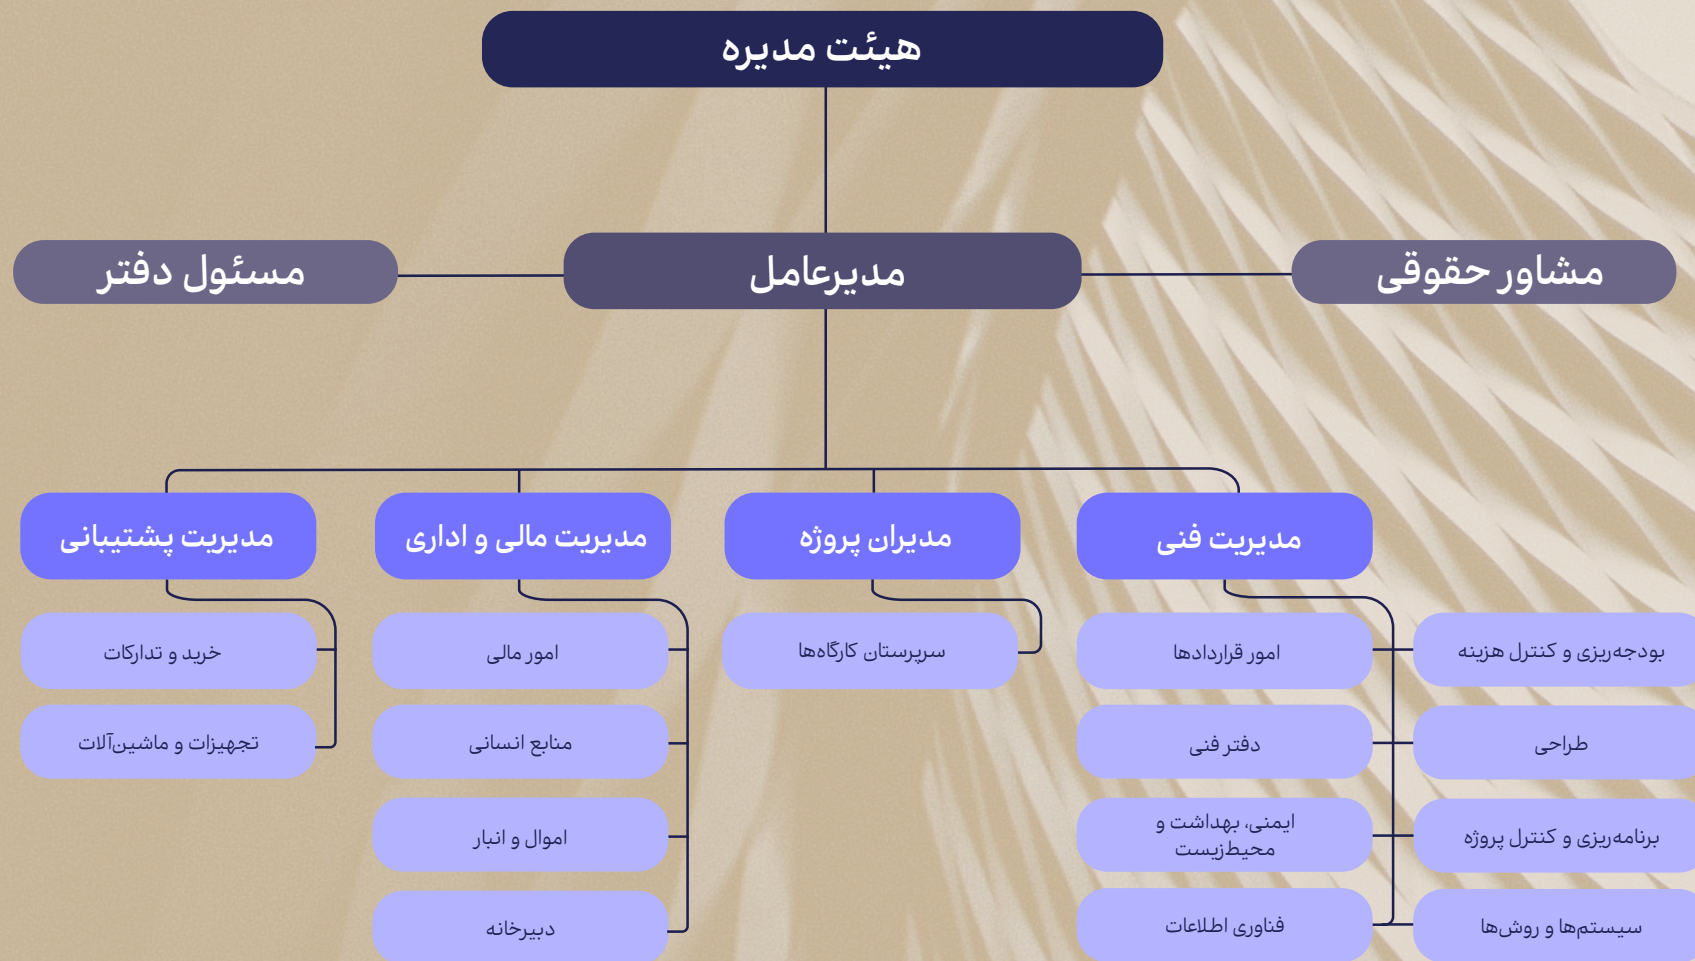 هیئت مدیره
مشاور حقوقی
مدیرعامل
مسئول دفتر
مدیریت فنی
مدیران پروژه
مدیریت مالی و اداری
مدیریت پشتیبانی
بودجه‌ریزی و کنترل هزینه
امور قراردادها
سرپرستان کارگاه‌ها
امور مالی
خرید و تدارکات
طراحی
دفتر فنی
منابع انسانی
تجهیزات و ماشین‌آلات
برنامه‌ریزی و کنترل پروژه
ایمنی، بهداشت و
محیط‌زیست
اموال و انبار
سیستم‌ها و روش‌ها
فناوری اطلاعات
دبیرخانه